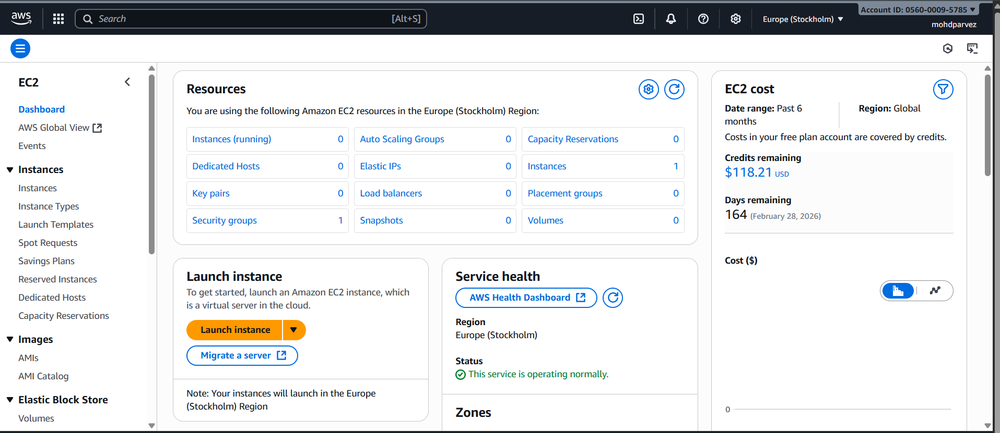 aws
Search
[Alt+S]
Europe (Stockholm)
Account ID: 0560-0009-5785
mohdparvez
EC2
Dashboard
AWS Global View
Events
Instances
Instances
Instance Types
Launch Templates
Spot Requests
Savings Plans
Reserved Instances
Dedicated Hosts
Capacity Reservations
Images
AMIs
AMI Catalog
Elastic Block Store
Volumes
Resources
You are using the following Amazon EC2 resources in the Europe (Stockholm) Region:
Instances (running) 0
Auto Scaling Groups 0
Capacity Reservations 0
Dedicated Hosts 0
Elastic IPs 0
Instances 1
Key pairs 0
Load balancers 0
Placement groups 0
Security groups 1
Snapshots 0
Volumes 0
Launch instance
To get started, launch an Amazon EC2 instance, which
is a virtual server in the cloud.
Launch instance
Migrate a server
Note: Your instances will launch in the Europe
(Stockholm) Region
Service health
AWS Health Dashboard
Region
Europe (Stockholm)
Status
This service is operating normally.
Zones
EC2 cost
Date range: Past 6
months
Region: Global
Costs in your free plan account are covered by credits.
Credits remaining
$118.21 USD
Days remaining
164 (February 28, 2026)
Cost ($)
0